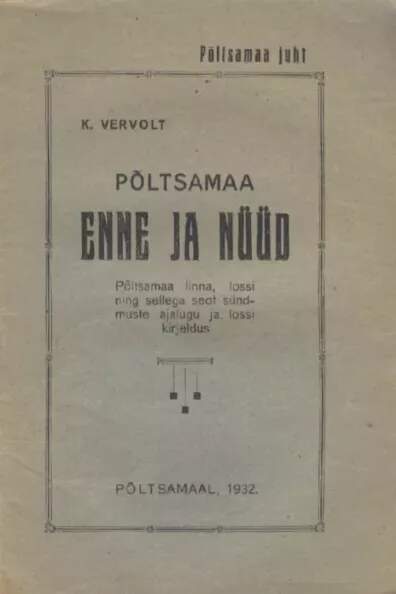 Põltsamaa juht
K. VERVOLT
PÕLTSAMAA
ENNE JA NÜÜD
Põltsamaa linna, lossi
ning sellega seot sünd-
muste ajalugu ja lossi
kirjeldus
PÕLTSAMAAL, 1932.